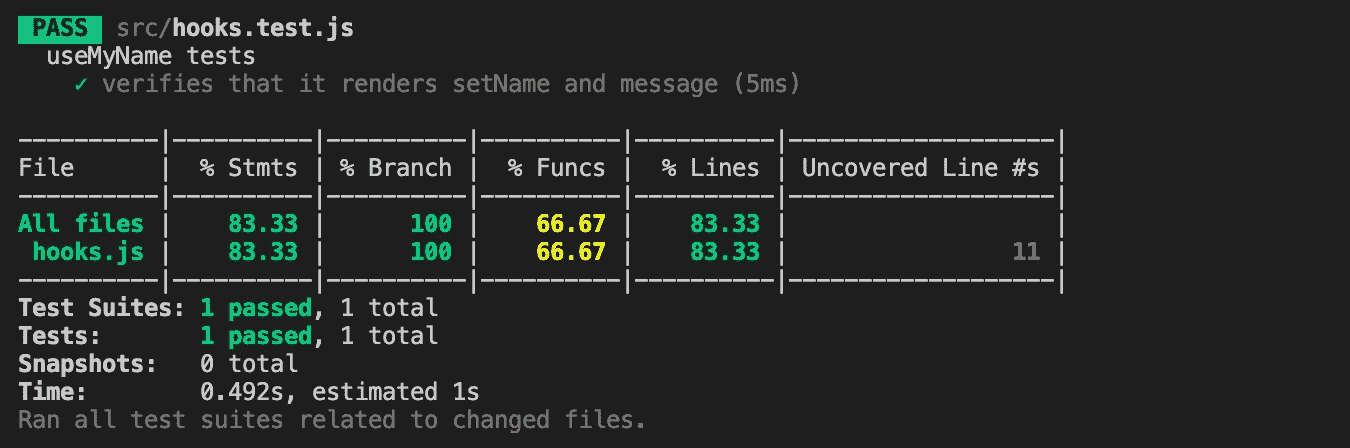 PASS src/hooks.test.js
  useMyName tests
    ✓ verifies that it renders setName and message (5ms)

----------|----------|----------|----------|----------|-------------------|
File      |  % Stmts | % Branch |  % Funcs |  % Lines | Uncovered Line #s |
----------|----------|----------|----------|----------|-------------------|
All files |    83.33 |      100 |    66.67 |    83.33 |                   |
 hooks.js |    83.33 |      100 |    66.67 |    83.33 |                11 |
----------|----------|----------|----------|----------|-------------------|
Test Suites: 1 passed, 1 total
Tests:       1 passed, 1 total
Snapshots:   0 total
Time:        0.492s, estimated 1s
Ran all test suites related to changed files.